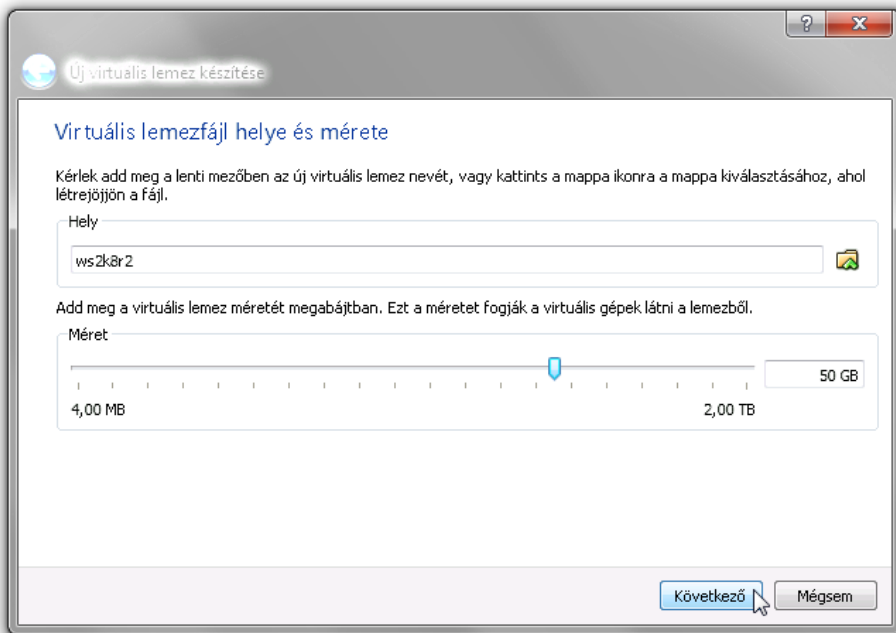 ?
Új virtuális lemez készítése
Virtuális lemezfájl helye és mérete
Kérlek add meg a lenti mezőben az új virtuális lemez nevét, vagy kattints a mappa ikonra a mappa kiválasztásához, ahol
létrejöjjön a fájl.
Hely
ws2k8r2
Add meg a virtuális lemez méretét megabájtban. Ezt a méretet fogják a virtuális gépek látni a lemezből.
Méret
50 GB
4,00 MB 2,00 TB
Következő Mégsem